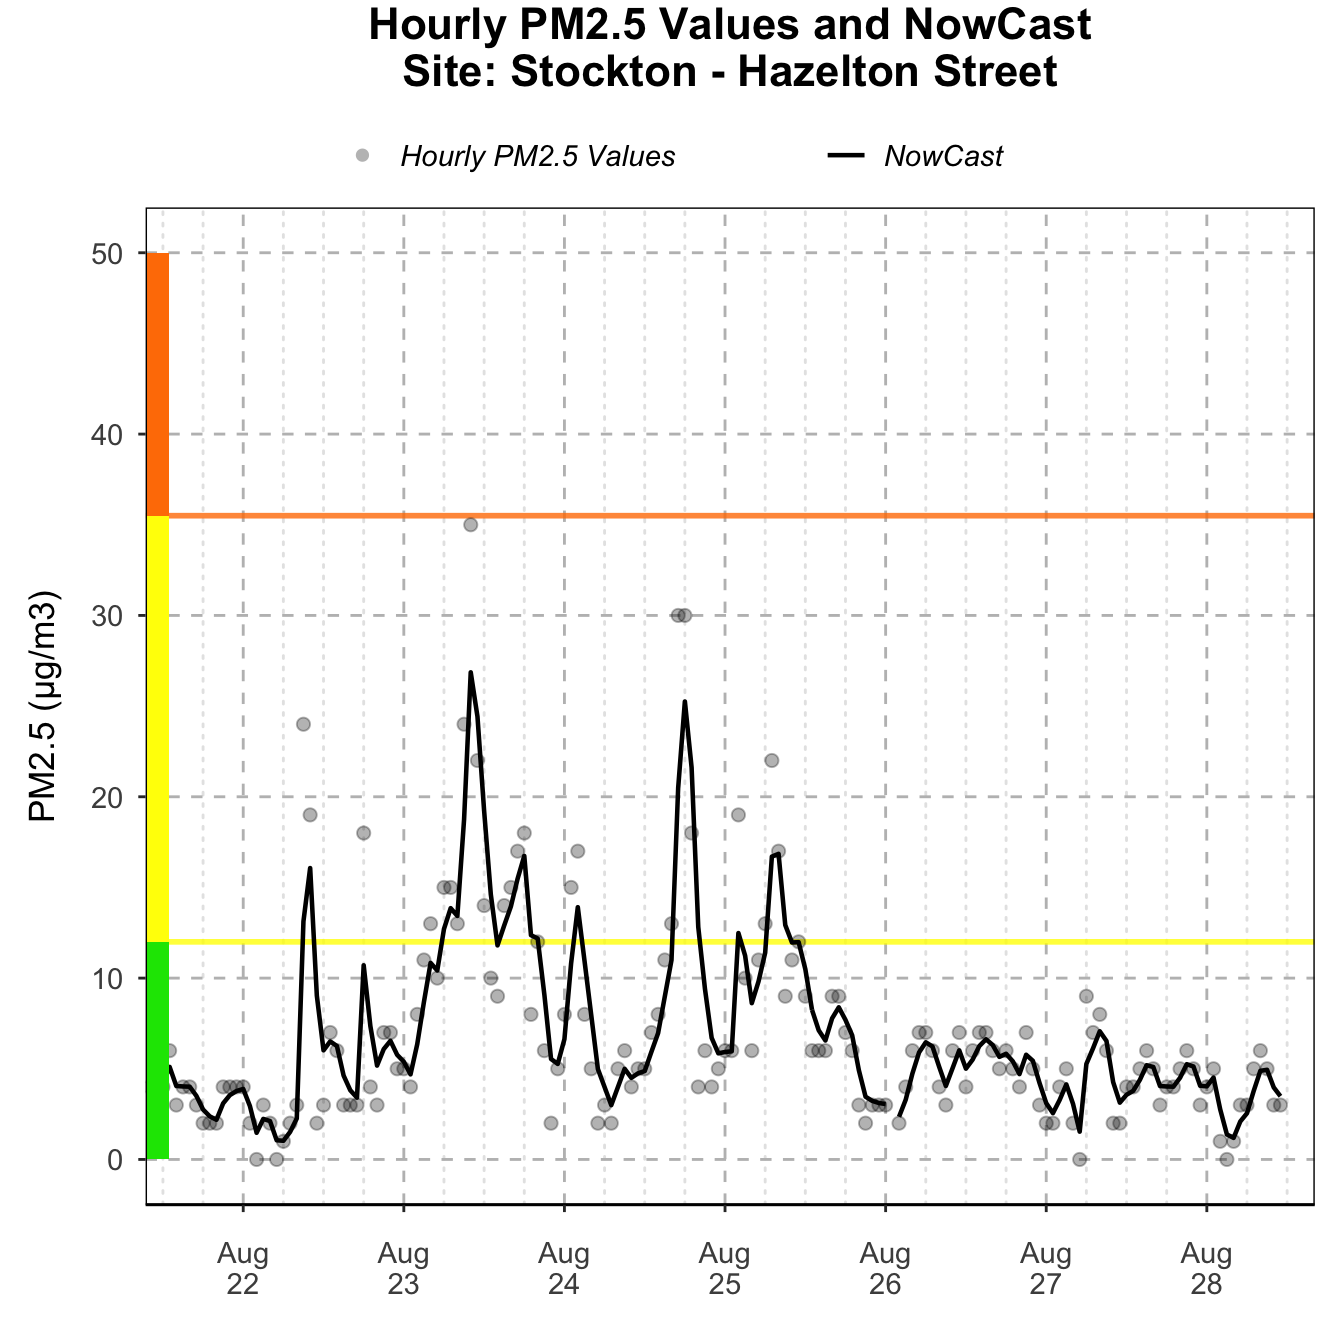 Hourly PM2.5 Values and NowCast
Site: Stockton - Hazelton Street
Hourly PM2.5 Values
NowCast
PM2.5 (µg/m3)
50
40
30
20
10
0
Aug 22
Aug 23
Aug 24
Aug 25
Aug 26
Aug 27
Aug 28